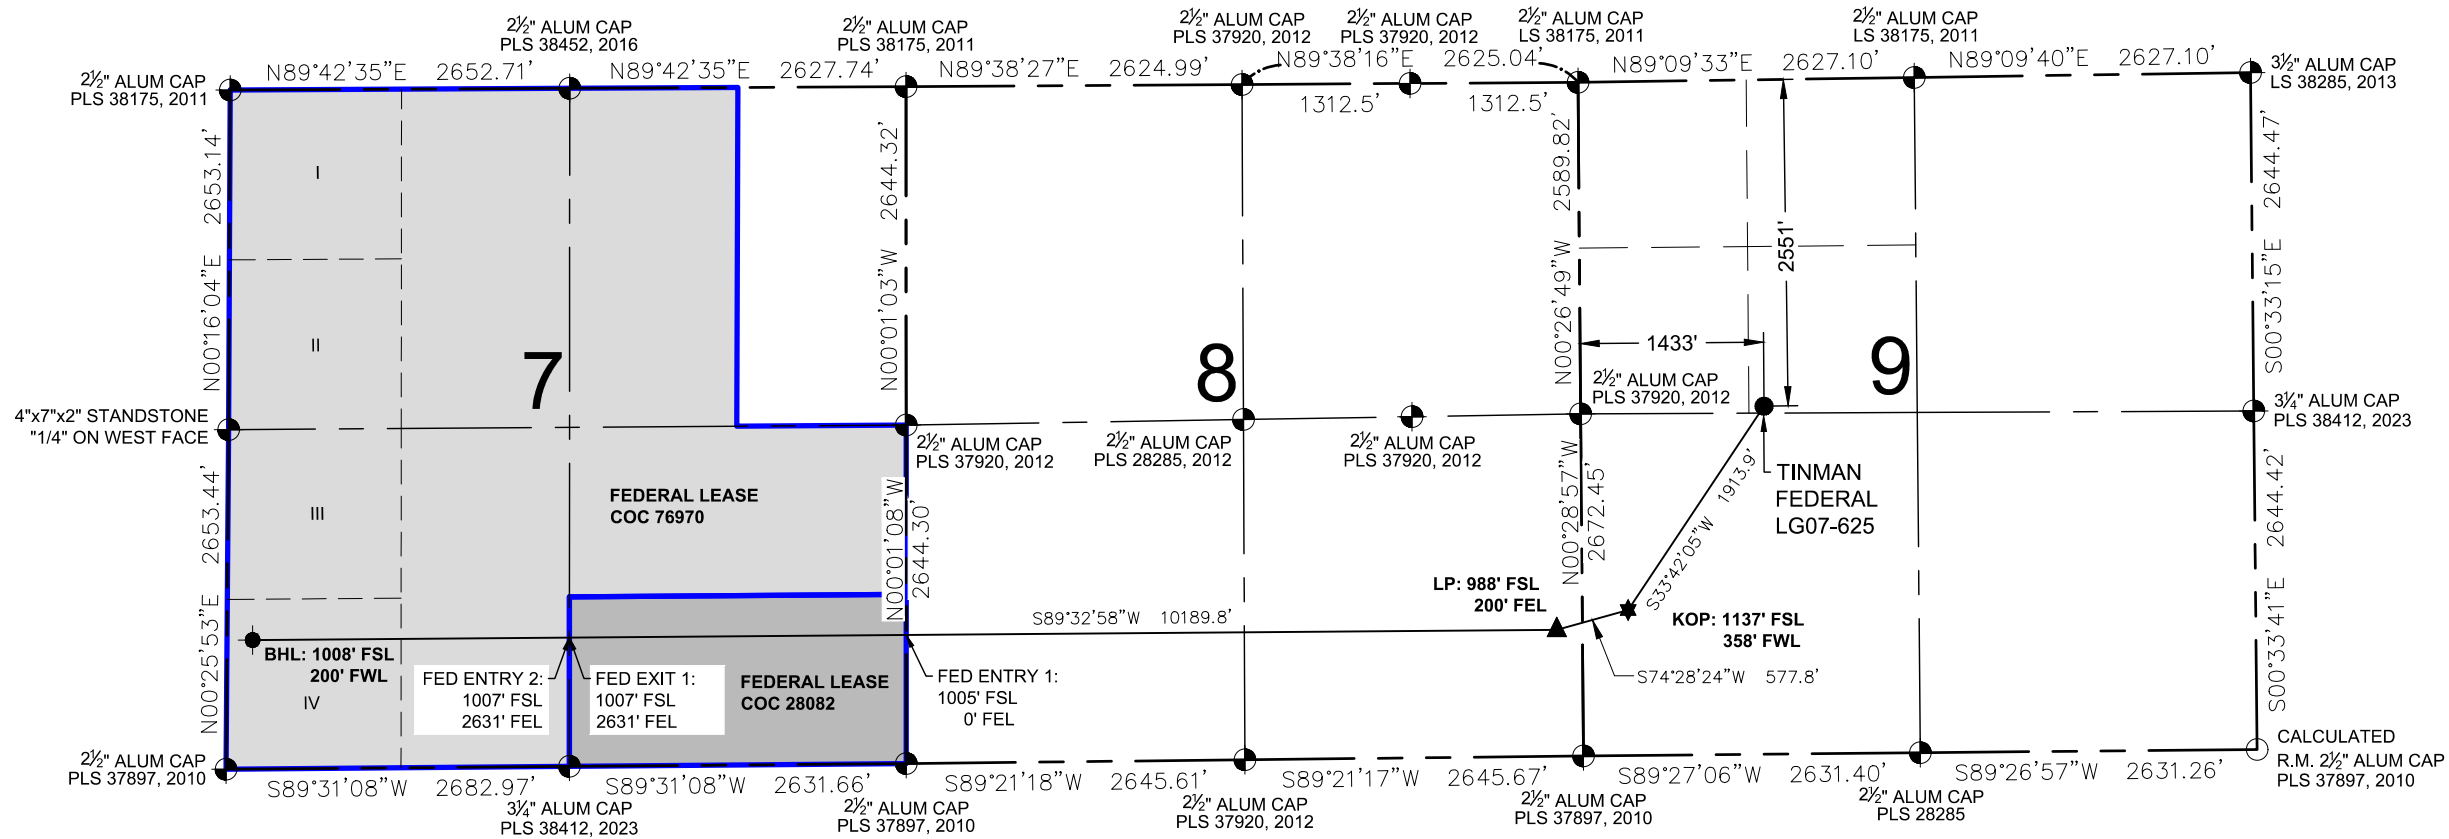 2½" ALUM CAP
PLS 38452, 2016
2½" ALUM CAP
PLS 38175, 2011
2½" ALUM CAP
PLS 37920, 2012
2½" ALUM CAP
PLS 37920, 2012
2½" ALUM CAP
LS 38175, 2011
2½" ALUM CAP
LS 38175, 2011
2½" ALUM CAP
PLS 38175, 2011
N89°42'35"E 2652.71'
N89°42'35"E 2627.74'
N89°38'27"E 2624.99'
N89°38'16"E 2625.04'
N89°09'33"E 2627.10'
N89°09'40"E 2627.10'
3½" ALUM CAP
LS 38285, 2013
1312.5'
1312.5'
N00°16'04"E 2653.14'
I
II
7
N00°01'03"W 2644.32'
8
N00°26'49"W 2589.82'
2551'
1433'
9
S00°33'15"E 2644.47'
4"x7"x2" STANDSTONE
"1/4" ON WEST FACE
2½" ALUM CAP
PLS 37920, 2012
2½" ALUM CAP
PLS 28285, 2012
2½" ALUM CAP
PLS 37920, 2012
2½" ALUM CAP
PLS 37920, 2012
3¼" ALUM CAP
PLS 38412, 2023
N00°25'53"E 2653.44'
III
FEDERAL LEASE
COC 76970
N00°01'08"W
2644.30'
N00°28'57"W
2672.45'
S33°42'05"W 1913.9'
TINMAN
FEDERAL
LG07-625
S00°33'41"E 2644.42'
LP: 988' FSL
200' FEL
S89°32'58"W 10189.8'
KOP: 1137' FSL
358' FWL
S74°28'24"W 577.8'
BHL: 1008' FSL
200' FWL
IV
FED ENTRY 2:
1007' FSL
2631' FEL
FED EXIT 1:
1007' FSL
2631' FEL
FEDERAL LEASE
COC 28082
FED ENTRY 1:
1005' FSL
0' FEL
2½" ALUM CAP
PLS 37897, 2010
S89°31'08"W 2682.97'
S89°31'08"W 2631.66'
S89°21'18"W 2645.61'
S89°21'17"W 2645.67'
S89°27'06"W 2631.40'
S89°26'57"W 2631.26'
CALCULATED
R.M. 2½" ALUM CAP
PLS 37897, 2010
3¼" ALUM CAP
PLS 38412, 2023
2½" ALUM CAP
PLS 37897, 2010
2½" ALUM CAP
PLS 37920, 2012
2½" ALUM CAP
PLS 37897, 2010
2½" ALUM CAP
PLS 28285